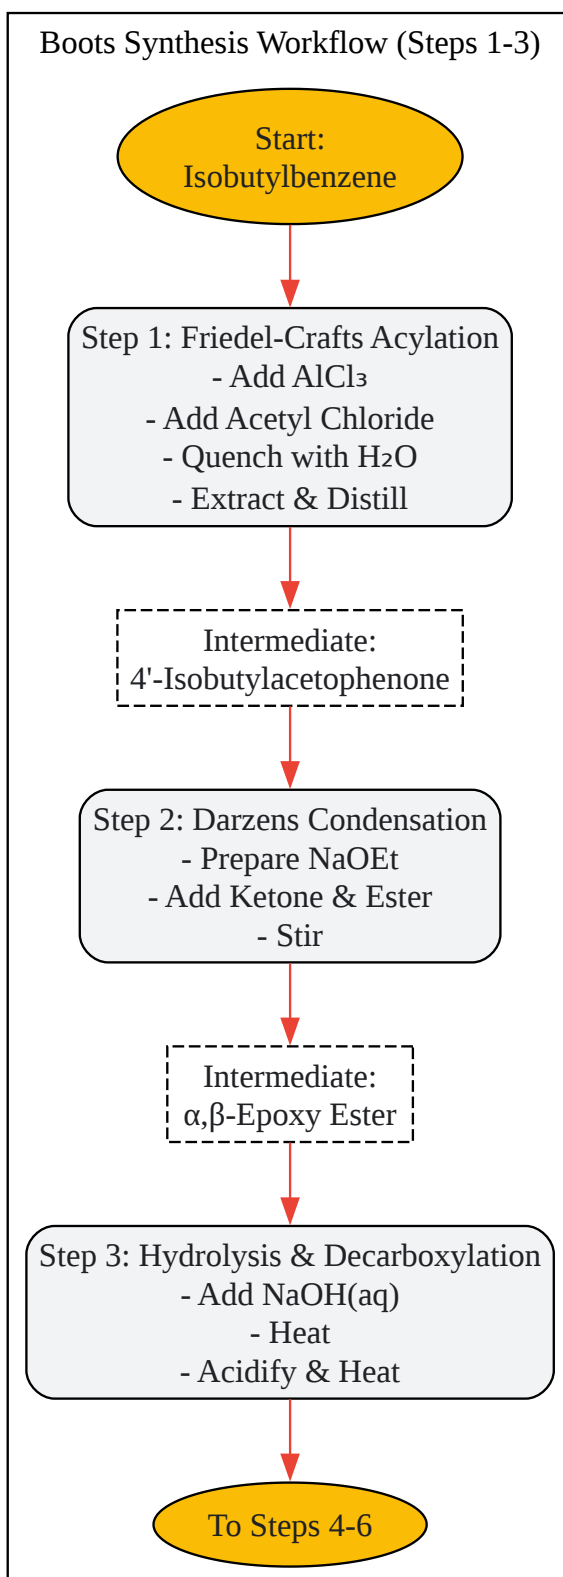 Boots Synthesis Workflow (Steps 1-3)
Start:
Isobutylbenzene
Step 1: Friedel-Crafts Acylation
- Add AlCl₃
- Add Acetyl Chloride
- Quench with H₂O
- Extract & Distill
Intermediate:
4'-Isobutylacetophenone
Step 2: Darzens Condensation
- Prepare NaOEt
- Add Ketone & Ester
- Stir
Intermediate:
α,β-Epoxy Ester
Step 3: Hydrolysis & Decarboxylation
- Add NaOH(aq)
- Heat
- Acidify & Heat
To Steps 4-6